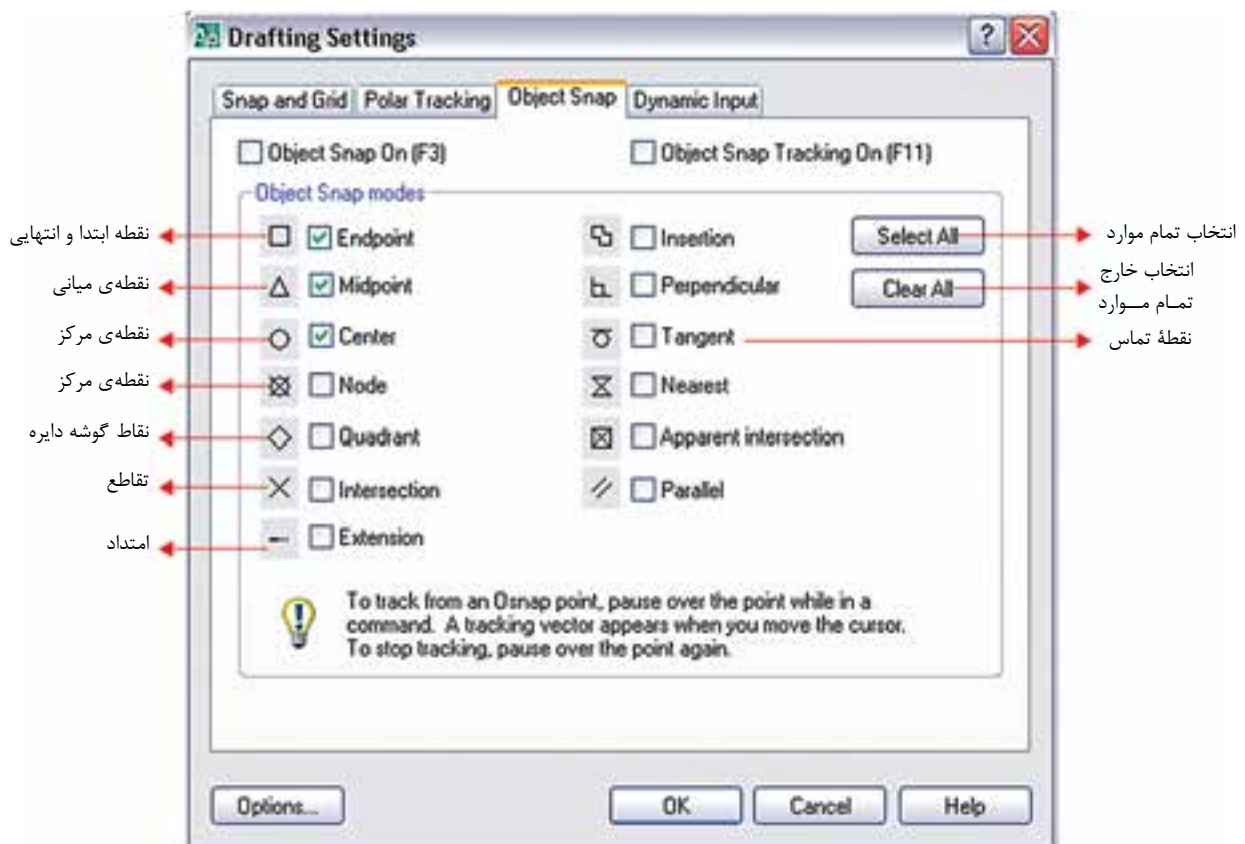 Drafting Settings
Snap and Grid
Polar Tracking
Object Snap
Dynamic Input
Object Snap On (F3)
Object Snap Tracking On (F11)
Object Snap modes
نقطه ابتدا و انتهایی
Endpoint
Insertion
Select All
انتخاب تمام موارد
نقطه‌ی میانی
Midpoint
Perpendicular
Clear All
انتخاب خارج
تمـام مــوارد
نقطه‌ی مرکز
Center
Tangent
نقطۀ تماس
نقطه‌ی مرکز
Node
Nearest
نقاط گوشه دایره
Quadrant
Apparent intersection
تقاطع
Intersection
Parallel
امتداد
Extension
To track from an Osnap point, pause over the point while in a
command. A tracking vector appears when you move the cursor.
To stop tracking, pause over the point again.
Options...
OK
Cancel
Help